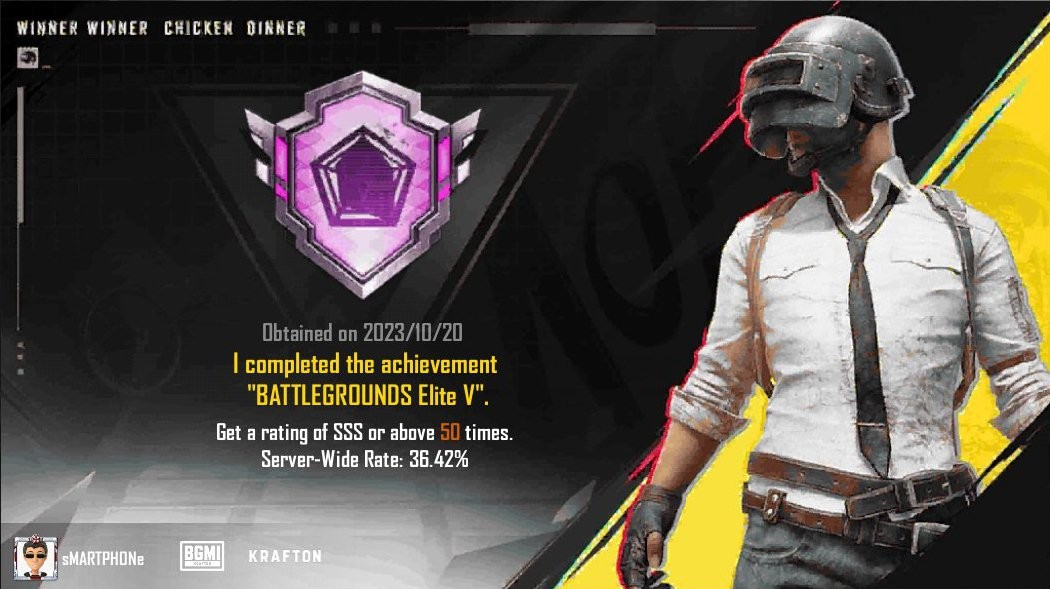 WINNER WINNER CHICKEN DINNER
Obtained on 2023/10/20
I completed the achievement
"BATTLEGROUNDS Elite V".
Get a rating of SSS or above 50 times.
Server-Wide Rate: 36.42%
sMARTPHONe
BGMI
KRAFTON